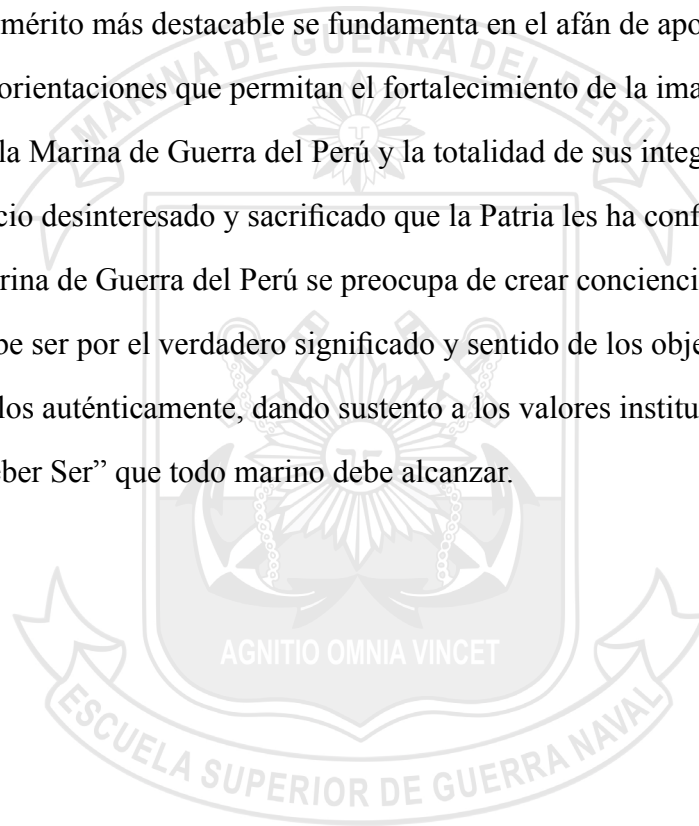 mérito más destacable se fundamenta en el afán de apo
orientaciones que permitan el fortalecimiento de la ima
la Marina de Guerra del Perú y la totalidad de sus integ
cio desinteresado y sacrificado que la Patria les ha conf
rina de Guerra del Perú se preocupa de crear concienci
be ser por el verdadero significado y sentido de los obje
los auténticamente, dando sustento a los valores institu
ber Ser” que todo marino debe alcanzar.
MARINA DE GUERRA DEL PERÚ
AGNITIO OMNIA VINCET
ESCUELA SUPERIOR DE GUERRA NAVAL